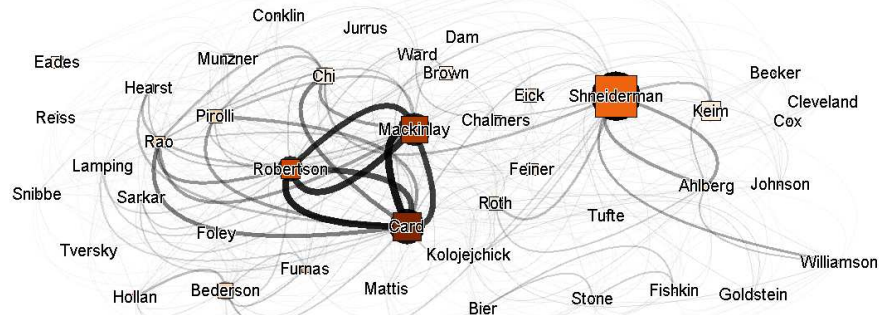 Conklin
Jurrus
Dam
Eades
Munzner
Ward
Chi
Brown
Becker
Hearst
Eick
Shneiderman
Cleveland
Reiss
Pirolli
Mackinlay
Chalmers
Keim
Cox
Rao
Lamping
Robertson
Feiner
Snibbe
Sarkar
Roth
Ahlberg
Johnson
Foley
Card
Tufte
Tversky
Kolojejchick
Furnas
Williamson
Hollan
Bederson
Mattis
Bier
Stone
Fishkin
Goldstein